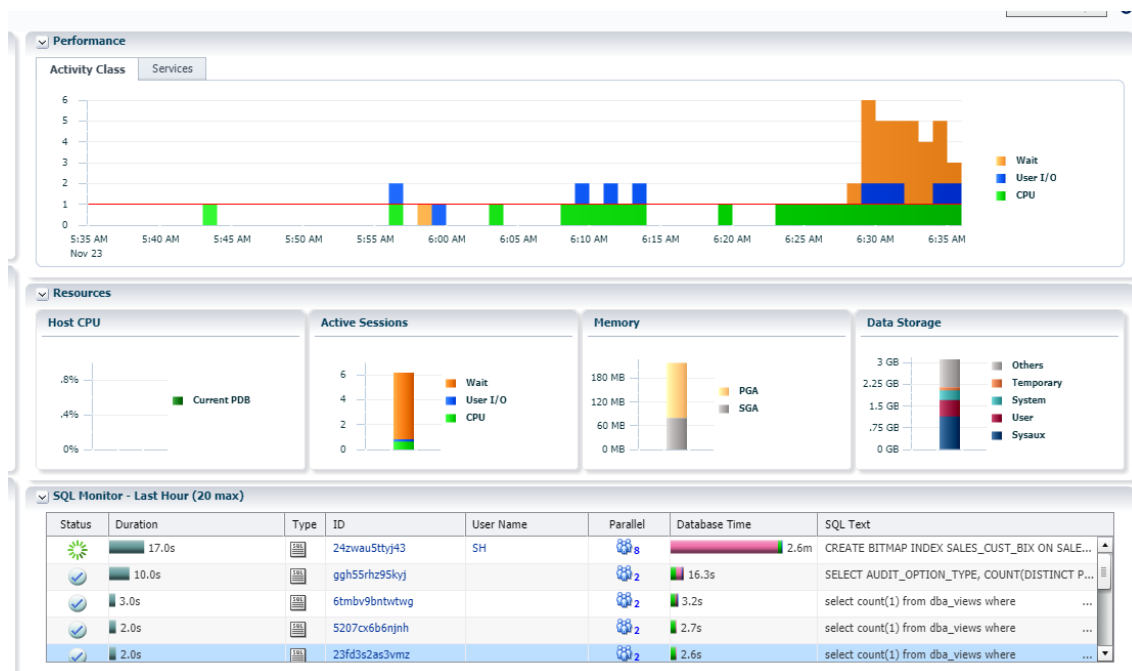 Performance
Activity Class Services
6
5
4
3
2
1
0
Wait
User I/O
CPU
5:35 AM 5:40 AM 5:45 AM 5:50 AM 5:55 AM 6:00 AM 6:05 AM 6:10 AM 6:15 AM 6:20 AM 6:25 AM 6:30 AM 6:35 AM
Nov 23
Resources
Host CPU
.8%
.4%
0%
Current PDB
Active Sessions
6
4
2
0
Wait
User I/O
CPU
Memory
180 MB
120 MB
60 MB
0 MB
PGA
SGA
Data Storage
3 GB
2.25 GB
1.5 GB
.75 GB
0 GB
Others
Temporary
System
User
Sysaux
SQL Monitor - Last Hour (20 max)
Status Duration Type ID User Name Parallel Database Time SQL Text
17.0s SQL 24zwau5ttyj43 SH 8 2.6m CREATE BITMAP INDEX SALES_CUST_BIX ON SALE...
10.0s SQL ggh55rhz95kyj 2 16.3s SELECT AUDIT_OPTION_TYPE, COUNT(DISTINCT P...
3.0s SQL 6tmbv9bntwtwg 2 3.2s select count(1) from dba_views where ...
2.0s SQL 5207cx6b6njnh 2 2.7s select count(1) from dba_views where ...
2.0s SQL 23fd3s2as3vmz 2 2.6s select count(1) from dba_views where ...